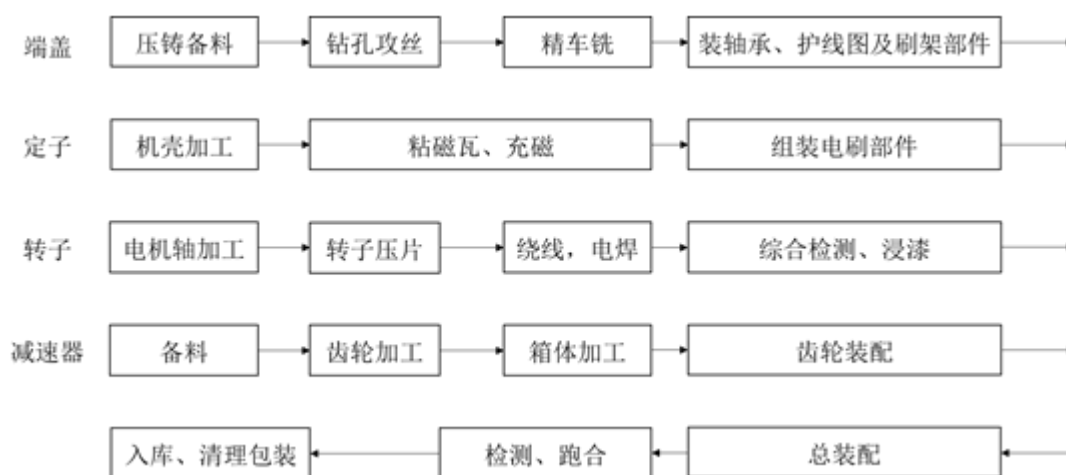 端盖 压铸备料 钻孔攻丝 精车铣 装轴承、护线图及刷架部件
定子 机壳加工 粘磁瓦、充磁 组装电刷部件
转子 电机轴加工 转子压片 绕线，电焊 综合检测、浸漆
减速器 备料 齿轮加工 箱体加工 齿轮装配
入库、清理包装 检测、跑合 总装配